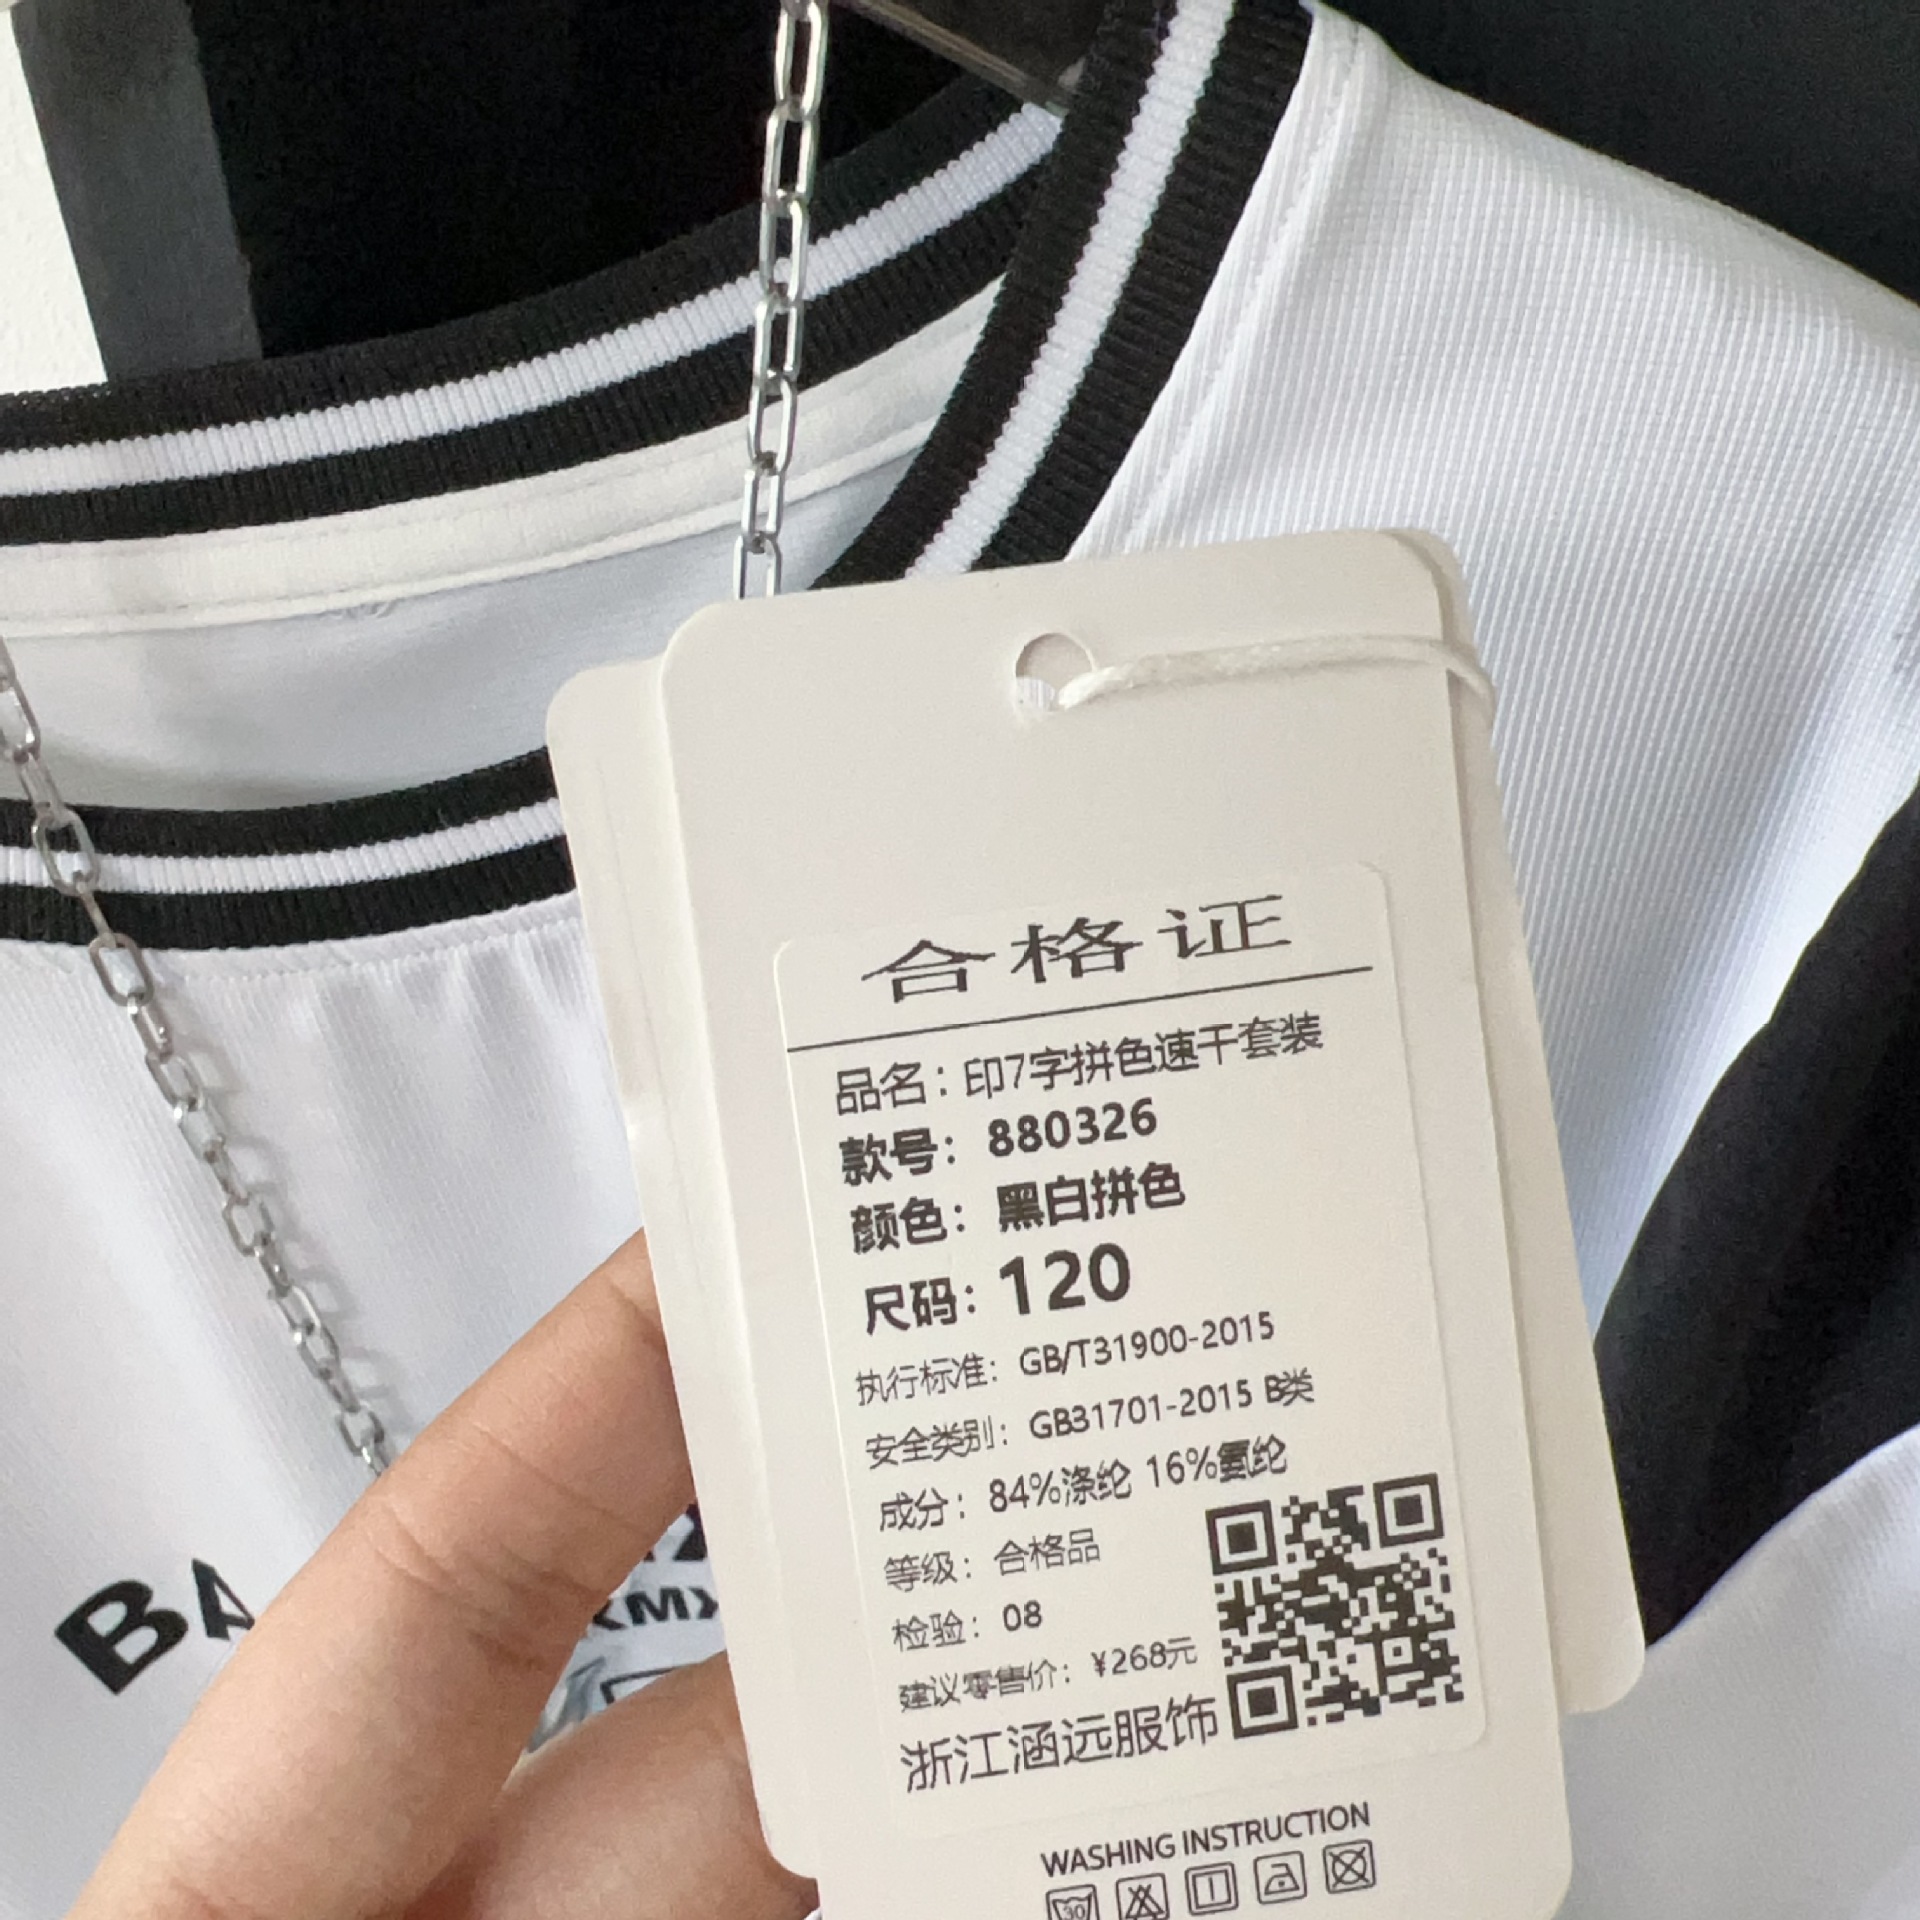 合格证
品名：印7字拼色速干套装
款号：880326
颜色：黑白拼色
尺码：120
执行标准：GB/T31900-2015
安全类别：GB31701-2015 B类
成分：84%涤纶 16%氨纶
等级：合格品
检验：08
建议零售价：¥268元
浙江涵远服饰
WASHING INSTRUCTION
30
BA